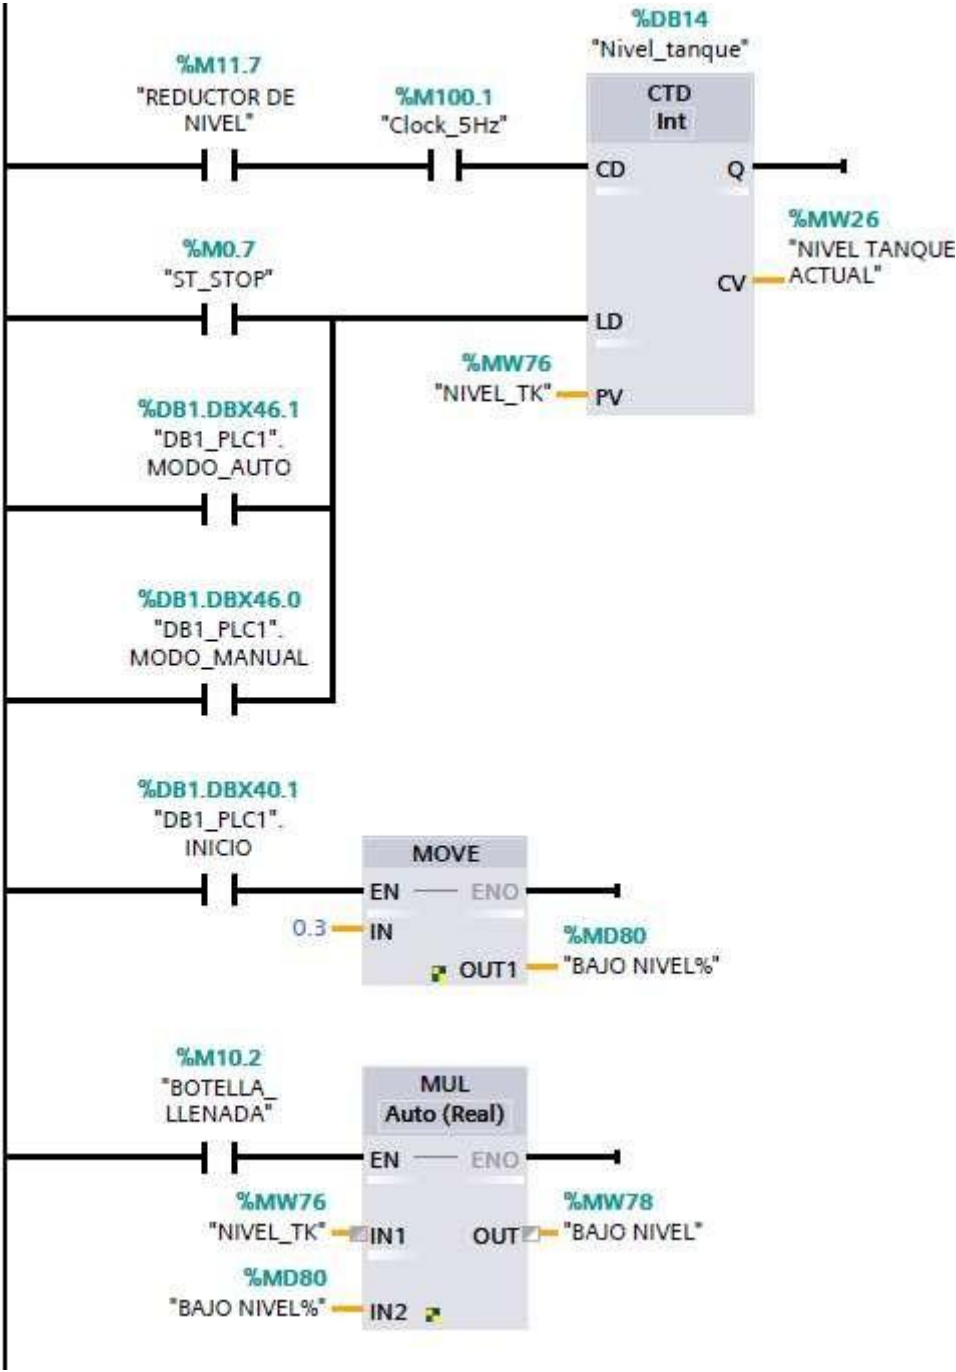 %DB14
"Nivel_tanque"
%M11.7
"REDUCTOR DE
NIVEL"
%M100.1
"Clock_5Hz"
CTD
Int
CD
Q
%MW26
"NIVEL TANQUE
ACTUAL"
CV
%M0.7
"ST_STOP"
LD
%MW76
"NIVEL_TK"
PV
%DB1.DBX46.1
"DB1_PLC1".
MODO_AUTO
%DB1.DBX46.0
"DB1_PLC1".
MODO_MANUAL
%DB1.DBX40.1
"DB1_PLC1".
INICIO
MOVE
EN
ENO
0.3
IN
OUT1
%MD80
"BAJO NIVEL%"
%M10.2
"BOTELLA_
LLENADA"
MUL
Auto (Real)
EN
ENO
%MW76
"NIVEL_TK"
IN1
OUT
%MW78
"BAJO NIVEL"
%MD80
"BAJO NIVEL%"
IN2